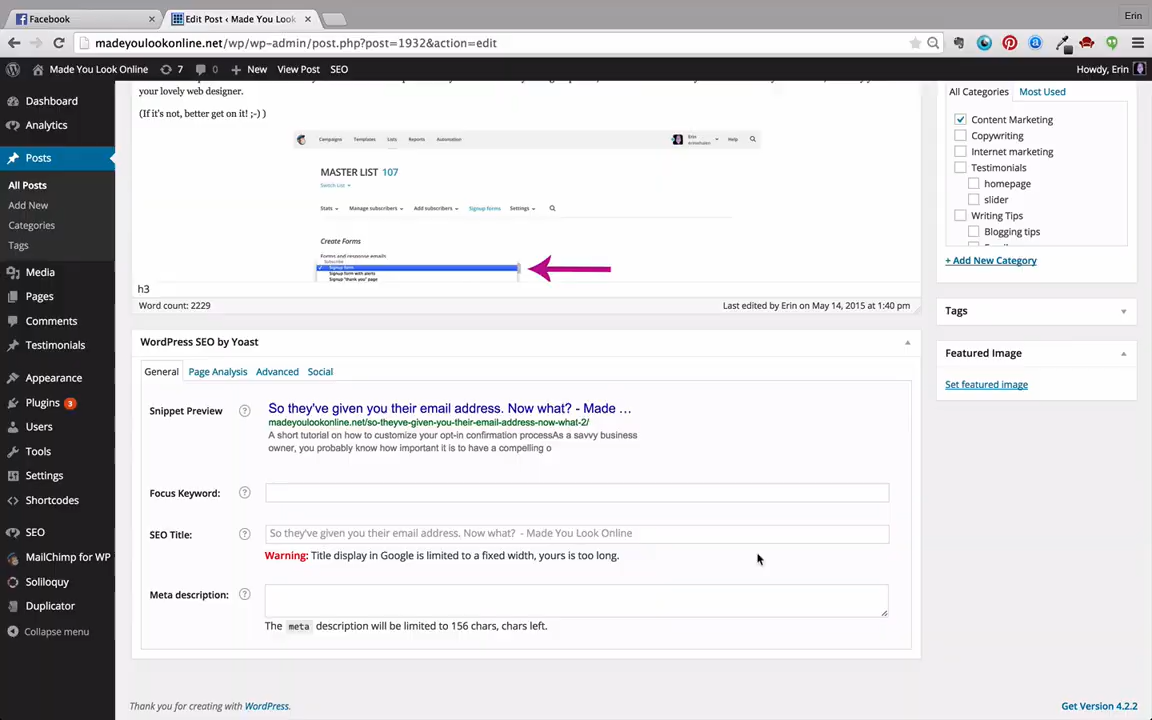 Facebook
Edit Post ‹ Made You Look
Erin
madeyoulookonline.net/wp/wp-admin/post.php?post=1932&action=edit
Made You Look Online
7
0
New
View Post
SEO
Howdy, Erin
Dashboard
Analytics
Posts
All Posts
Add New
Categories
Tags
Media
Pages
Comments
Testimonials
Appearance
Plugins 3
Users
Tools
Settings
Shortcodes
SEO
MailChimp for WP
Soliloquy
Duplicator
Collapse menu
your lovely web designer.
(If it's not, better get on it! ;-) )
Campaigns Templates Lists Reports Automation
Erin
Help
MASTER LIST 107
Switch List
Stats Manage subscribers Add subscribers Signup forms Settings
Create Forms
Forms and response emails
Subscribe
✓ Signup form
Signup form with alerts
Signup "thank you" page
h3
Word count: 2229
Last edited by Erin on May 14, 2015 at 1:40 pm
WordPress SEO by Yoast
General
Page Analysis
Advanced
Social
Snippet Preview
So they've given you their email address. Now what? - Made ...
madeyoulookonline.net/so-theyve-given-you-their-email-address-now-what-2/
A short tutorial on how to customize your opt-in confirmation processAs a savvy business
owner, you probably know how important it is to have a compelling o
Focus Keyword:
SEO Title:
So they've given you their email address. Now what? - Made You Look Online
Warning: Title display in Google is limited to a fixed width, yours is too long.
Meta description:
The meta description will be limited to 156 chars, chars left.
Thank you for creating with WordPress.
Get Version 4.2.2
All Categories
Most Used
Content Marketing
Copywriting
Internet marketing
Testimonials
homepage
slider
Writing Tips
Blogging tips
+ Add New Category
Tags
Featured Image
Set featured image